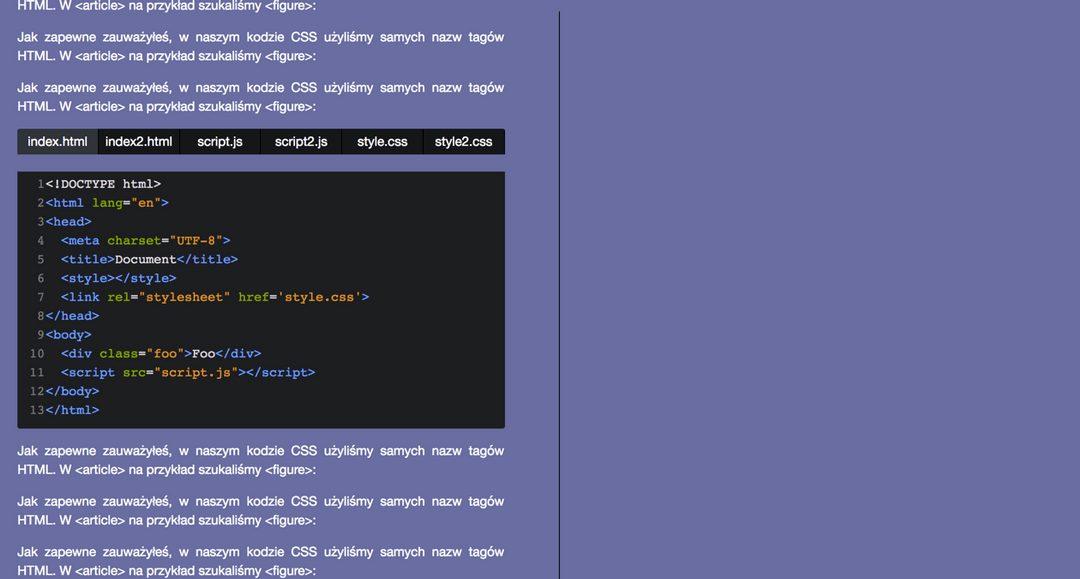 HTML. W <article> na przykład szukaliśmy <figure>:
Jak zapewne zauważyłeś, w naszym kodzie CSS użyliśmy samych nazw tagów
HTML. W <article> na przykład szukaliśmy <figure>:
Jak zapewne zauważyłeś, w naszym kodzie CSS użyliśmy samych nazw tagów
HTML. W <article> na przykład szukaliśmy <figure>:
index.html index2.html script.js script2.js style.css style2.css
1<!DOCTYPE html>
2<html lang="en">
3<head>
4  <meta charset="UTF-8">
5  <title>Document</title>
6  <style></style>
7  <link rel="stylesheet" href='style.css'>
8</head>
9<body>
10  <div class="foo">Foo</div>
11  <script src="script.js"></script>
12</body>
13</html>
Jak zapewne zauważyłeś, w naszym kodzie CSS użyliśmy samych nazw tagów
HTML. W <article> na przykład szukaliśmy <figure>:
Jak zapewne zauważyłeś, w naszym kodzie CSS użyliśmy samych nazw tagów
HTML. W <article> na przykład szukaliśmy <figure>:
Jak zapewne zauważyłeś, w naszym kodzie CSS użyliśmy samych nazw tagów
HTML. W <article> na przykład szukaliśmy <figure>: